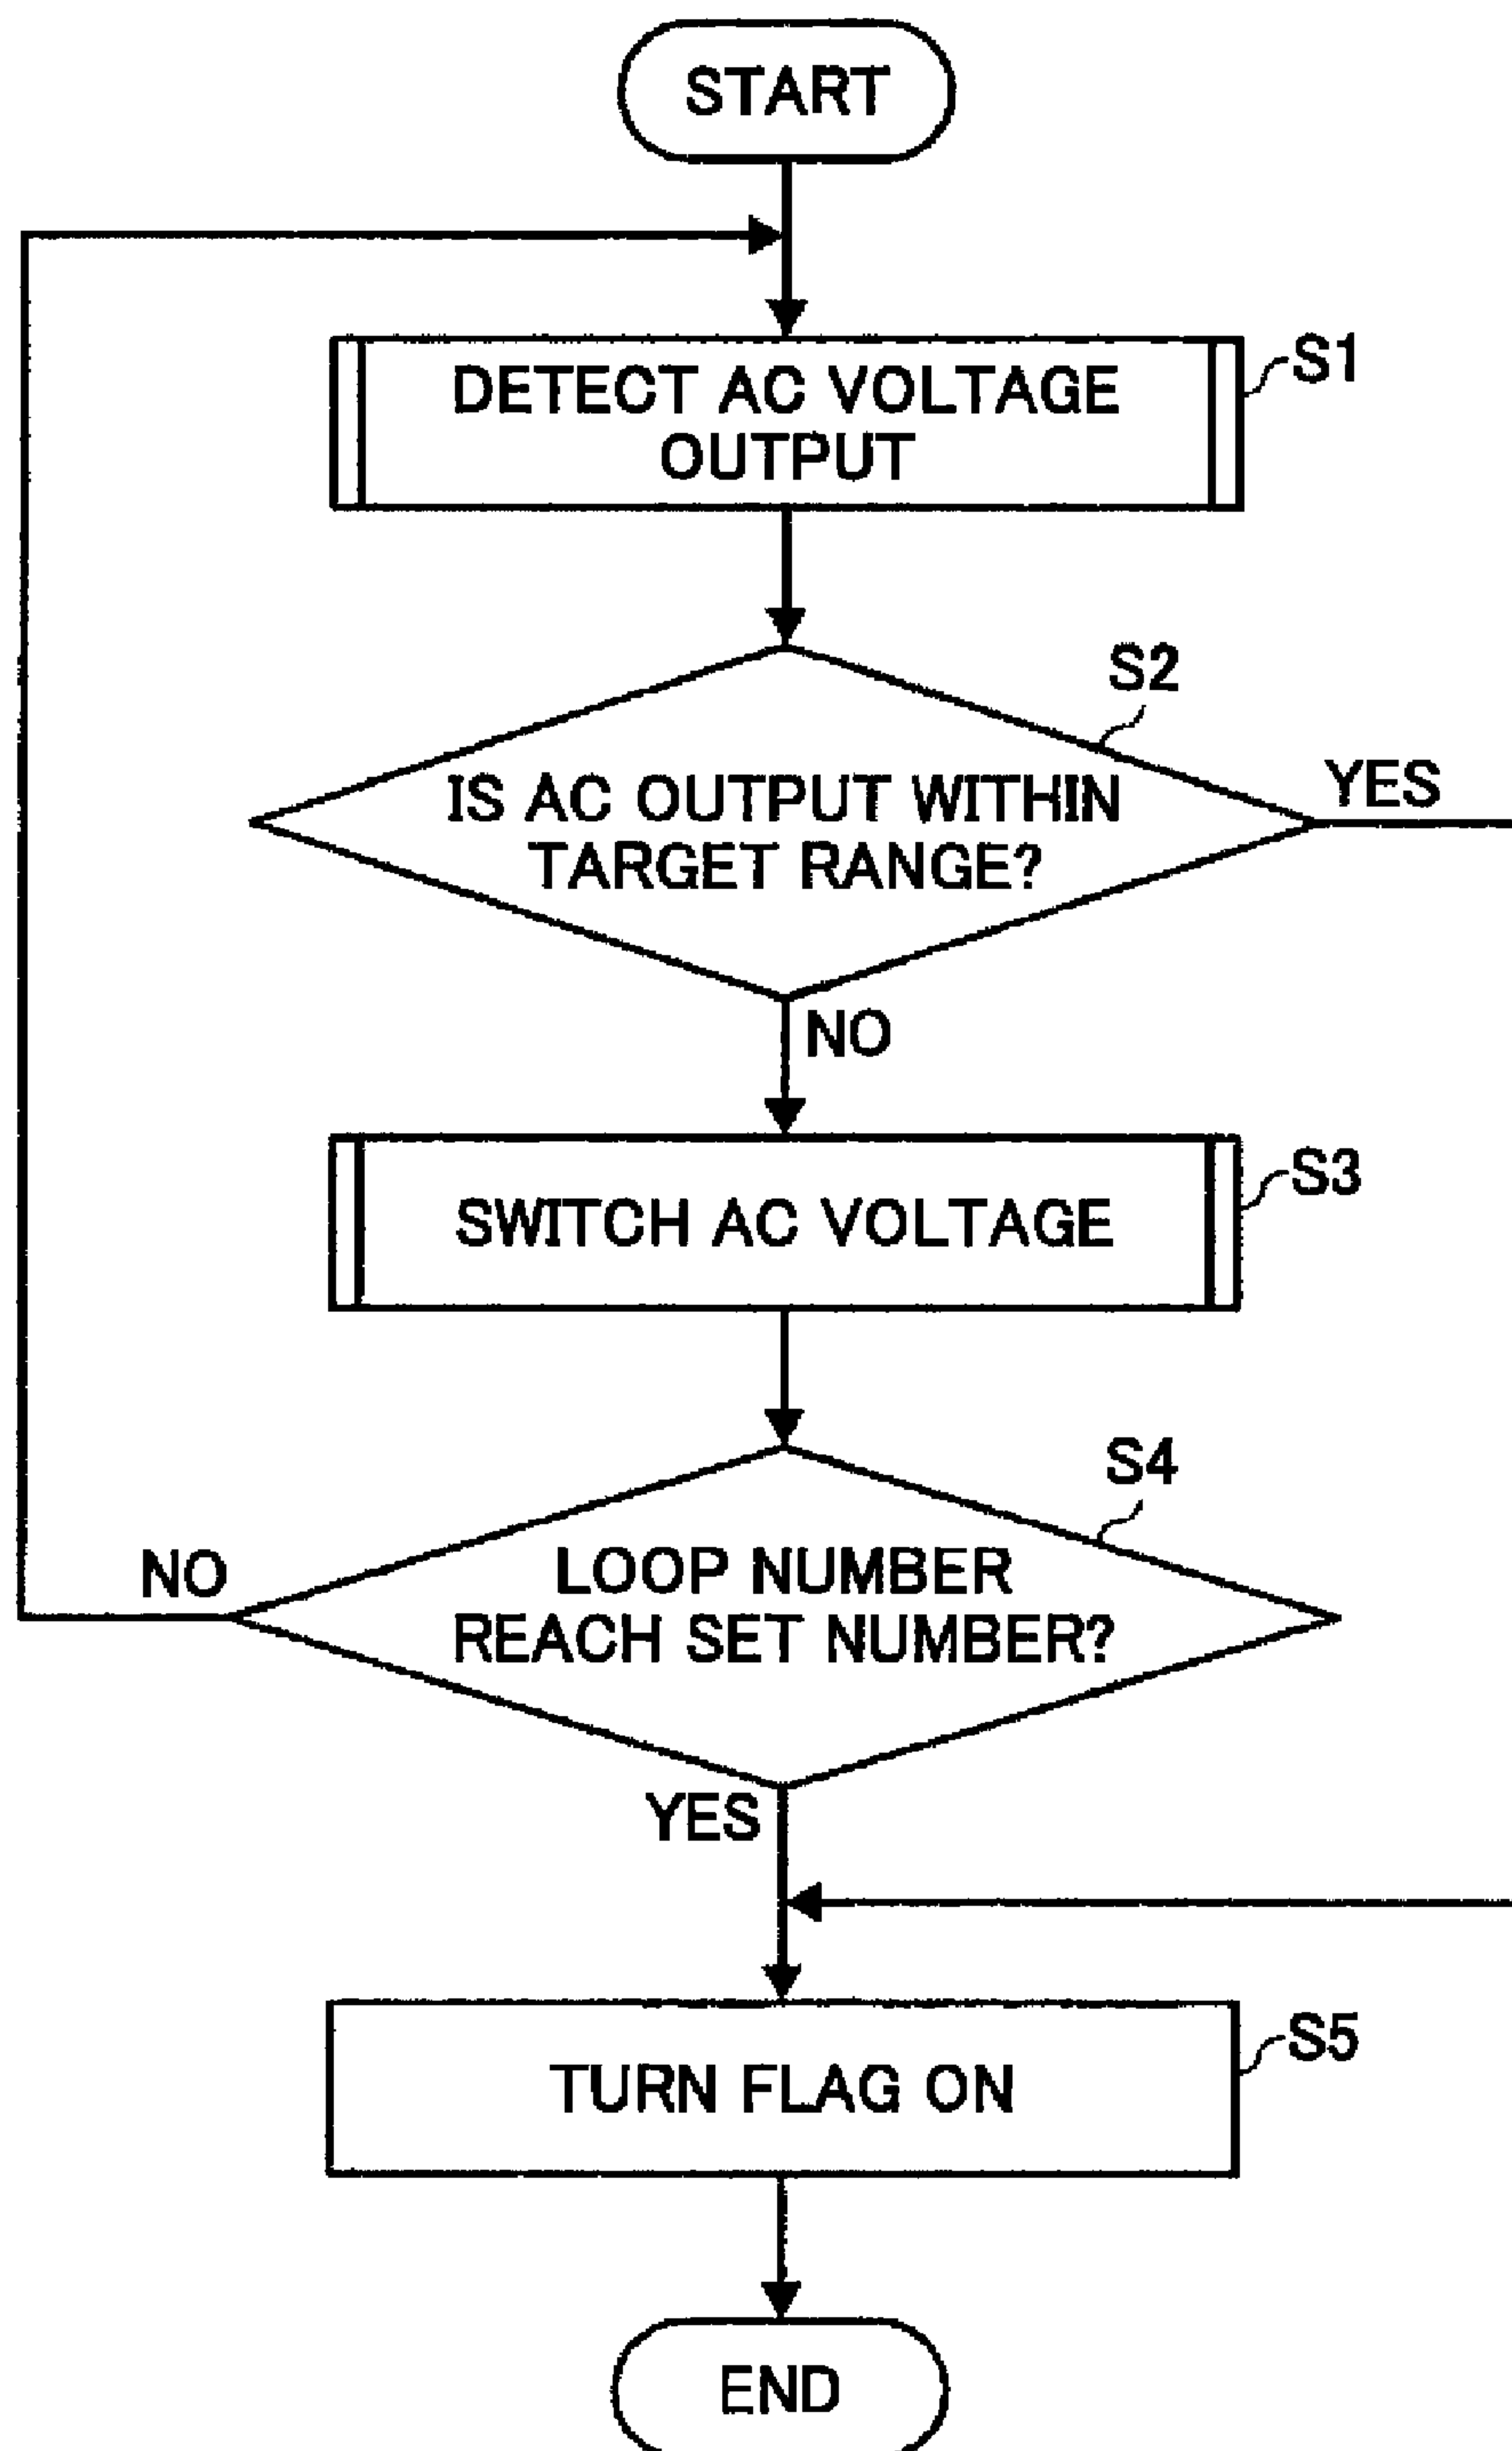 START
DETECT AC VOLTAGE
OUTPUT
S1
S2
IS AC OUTPUT WITHIN
TARGET RANGE?
YES
NO
SWITCH AC VOLTAGE
S3
S4
LOOP NUMBER
REACH SET NUMBER?
NO
YES
TURN FLAG ON
S5
END